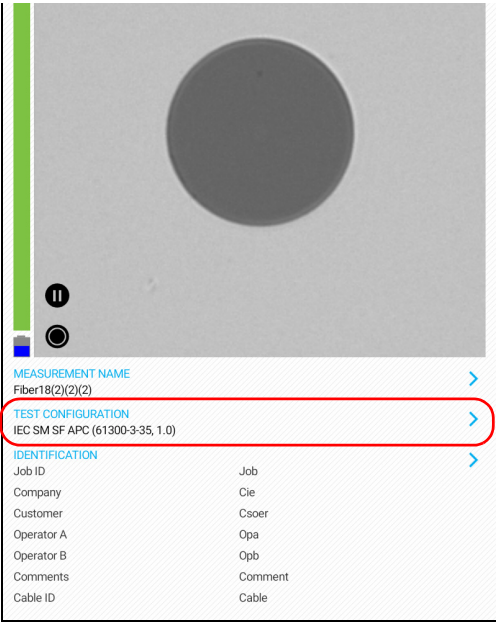 MEASUREMENT NAME
Fiber18(2)(2)(2)
TEST CONFIGURATION
IEC SM SF APC (61300-3-35, 1.0)
IDENTIFICATION
Job ID Job
Company Cie
Customer Csoer
Operator A Opa
Operator B Opb
Comments Comment
Cable ID Cable